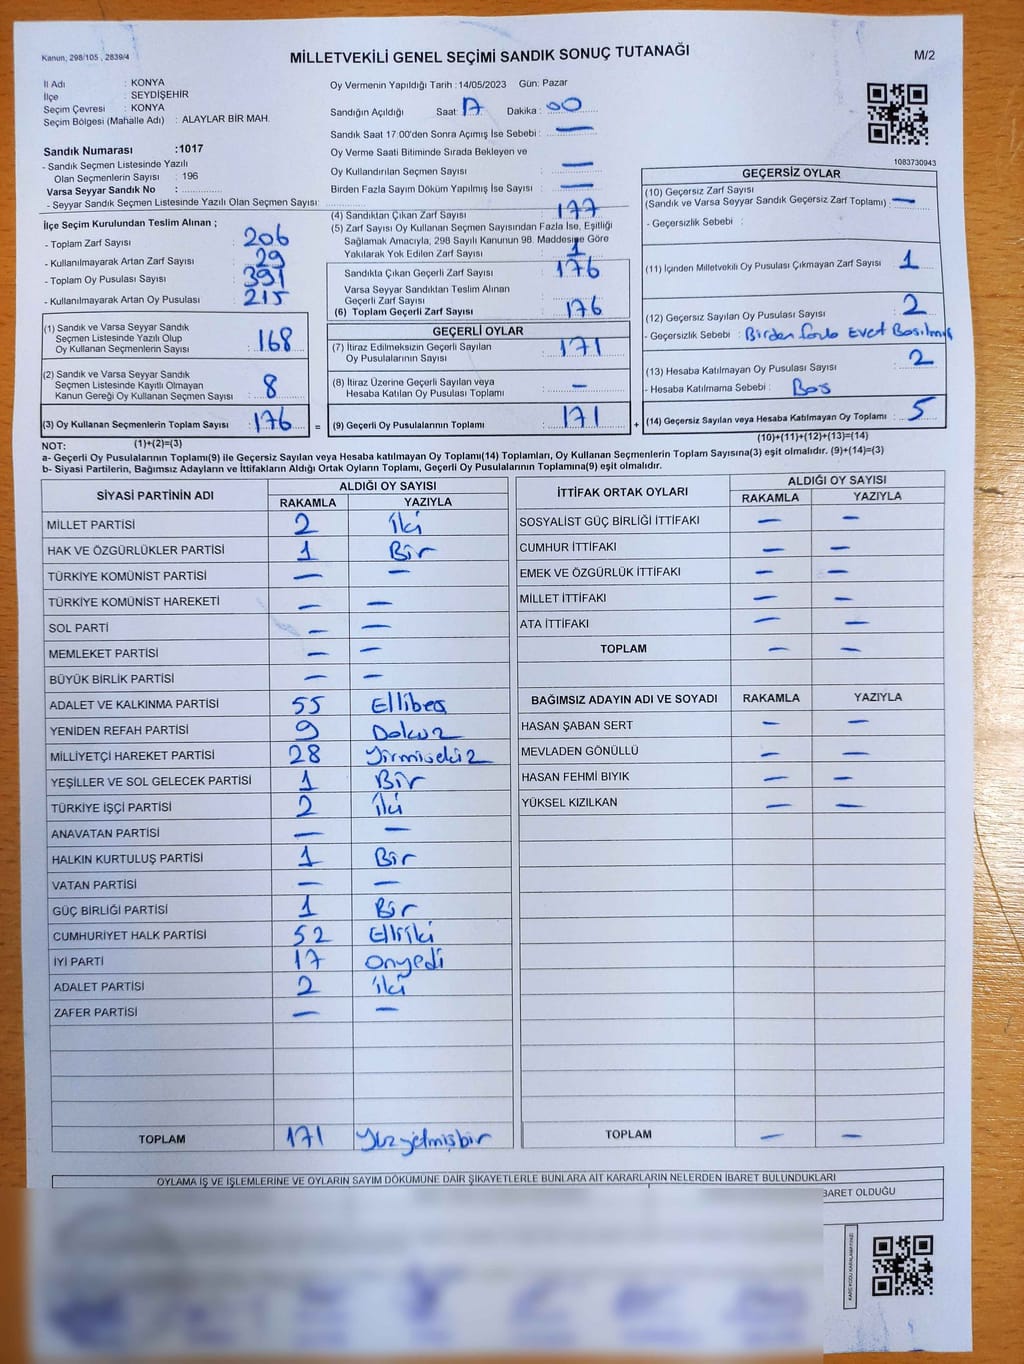 Kanun, 298/105 , 2839/4
MİLLETVEKİLİ GENEL SEÇİMİ SANDIK SONUÇ TUTANAĞI
M/2
İl Adı : KONYA
İlçe : SEYDİŞEHİR
Seçim Çevresi : KONYA
Seçim Bölgesi (Mahalle Adı) : ALAYLAR BİR MAH.
Sandık Numarası :1017
- Sandık Seçmen Listesinde Yazılı
Olan Seçmenlerin Sayısı : 196
Varsa Seyyar Sandık No : ..............
- Seyyar Sandık Seçmen Listesinde Yazılı Olan Seçmen Sayısı:
Oy Vermenin Yapıldığı Tarih :14/05/2023 Gün: Pazar
Sandığın Açıldığı Saat: 17 Dakika : 00
Sandık Saat 17:00'den Sonra Açımış İse Sebebi : —
Oy Verme Saati Bitiminde Sırada Bekleyen ve
Oy Kullandırılan Seçmen Sayısı : —
Birden Fazla Sayım Döküm Yapılmış İse Sayısı : —
1083730943
İlçe Seçim Kurulundan Teslim Alınan ;
- Toplam Zarf Sayısı : 206
- Kullanılmayarak Artan Zarf Sayısı : 29
- Toplam Oy Pusulası Sayısı : 391
- Kullanılmayarak Artan Oy Pusulası : 215
(1) Sandık ve Varsa Seyyar Sandık
Seçmen Listesinde Yazılı Olup
Oy Kullanan Seçmenlerin Sayısı : 168
(2) Sandık ve Varsa Seyyar Sandık
Seçmen Listesinde Kayıtlı Olmayan
Kanun Gereği Oy Kullanan Seçmen Sayısı : 8
(3) Oy Kullanan Seçmenlerin Toplam Sayısı : 176
(4) Sandıktan Çıkan Zarf Sayısı : 177
(5) Zarf Sayısı Oy Kullanan Seçmen Sayısından Fazla İse, Eşitliği
Sağlamak Amacıyla, 298 Sayılı Kanunun 98. Maddesine Göre
Yakılarak Yok Edilen Zarf Sayısı : 1
Sandıkta Çıkan Geçerli Zarf Sayısı : 176
Varsa Seyyar Sandıktan Teslim Alınan
Geçerli Zarf Sayısı :
(6) Toplam Geçerli Zarf Sayısı : 176
GEÇERLİ OYLAR
(7) İtiraz Edilmeksizin Geçerli Sayılan
Oy Pusulalarının Sayısı : 171
(8) İtiraz Üzerine Geçerli Sayılan veya
Hesaba Katılan Oy Pusulası Toplamı : —
= (9) Geçerli Oy Pusulalarının Toplamı : 171 +
GEÇERSİZ OYLAR
(10) Geçersiz Zarf Sayısı
(Sandık ve Varsa Seyyar Sandık Geçersiz Zarf Toplamı) : —
- Geçersizlik Sebebi :
(11) İçinden Milletvekili Oy Pusulası Çıkmayan Zarf Sayısı : 1
(12) Geçersiz Sayılan Oy Pusulası Sayısı : 2
- Geçersizlik Sebebi : Birden fazla Evet Basılmış
(13) Hesaba Katılmayan Oy Pusulası Sayısı : 2
- Hesaba Katılmama Sebebi : Boş
(14) Geçersiz Sayılan veya Hesaba Katılmayan Oy Toplamı : 5
NOT: (1)+(2)=(3)
(10)+(11)+(12)+(13)=(14)
a- Geçerli Oy Pusulalarının Toplamı(9) ile Geçersiz Sayılan veya Hesaba katılmayan Oy Toplamı(14) Toplamları, Oy Kullanan Seçmenlerin Toplam Sayısına(3) eşit olmalıdır. (9)+(14)=(3)
b- Siyasi Partilerin, Bağımsız Adayların ve İttifakların Aldığı Ortak Oyların Toplamı, Geçerli Oy Pusulalarının Toplamına(9) eşit olmalıdır.
SİYASİ PARTİNİN ADI ALDIĞI OY SAYISI
RAKAMLA YAZIYLA
MİLLET PARTİSİ 2 iki
HAK VE ÖZGÜRLÜKLER PARTİSİ 1 Bir
TÜRKİYE KOMÜNİST PARTİSİ — —
TÜRKİYE KOMÜNİST HAREKETİ — —
SOL PARTİ — —
MEMLEKET PARTİSİ — —
BÜYÜK BİRLİK PARTİSİ — —
ADALET VE KALKINMA PARTİSİ 55 Ellibeş
YENİDEN REFAH PARTİSİ 9 Dokuz
MİLLİYETÇİ HAREKET PARTİSİ 28 Yirmisekiz
YEŞİLLER VE SOL GELECEK PARTİSİ 1 Bir
TÜRKİYE İŞÇİ PARTİSİ 2 iki
ANAVATAN PARTİSİ — —
HALKIN KURTULUŞ PARTİSİ 1 Bir
VATAN PARTİSİ — —
GÜÇ BİRLİĞİ PARTİSİ 1 Bir
CUMHURİYET HALK PARTİSİ 52 Elliiki
İYİ PARTİ 17 onyedi
ADALET PARTİSİ 2 iki
ZAFER PARTİSİ — —
TOPLAM 171 Yüzyetmişbir
İTTİFAK ORTAK OYLARI ALDIĞI OY SAYISI
RAKAMLA YAZIYLA
SOSYALİST GÜÇ BİRLİĞİ İTTİFAKI — —
CUMHUR İTTİFAKI — —
EMEK VE ÖZGÜRLÜK İTTİFAKI — —
MİLLET İTTİFAKI — —
ATA İTTİFAKI — —
TOPLAM — —
BAĞIMSIZ ADAYIN ADI VE SOYADI RAKAMLA YAZIYLA
HASAN ŞABAN SERT — —
MEVLADEN GÖNÜLLÜ — —
HASAN FEHMİ BIYIK — —
YÜKSEL KIZILKAN — —
TOPLAM — —
OYLAMA İŞ VE İŞLEMLERİNE VE OYLARIN SAYIM DÖKÜMÜNE DAİR ŞİKAYETLERLE BUNLARA AİT KARARLARIN NELERDEN İBARET BULUNDUKLARI
BARET OLDUĞU